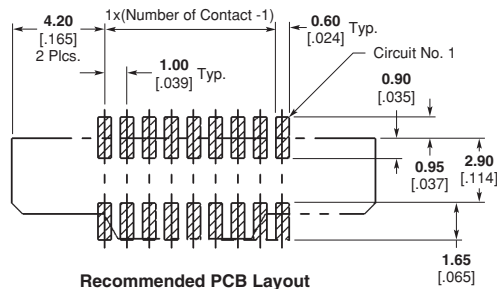 4.20
[.165]
2 Plcs.
1x(Number of Contact -1)
0.60
[.024] Typ.
1.00
[.039] Typ.
Circuit No. 1
0.90
[.035]
0.95
[.037]
2.90
[.114]
1.65
[.065]
Recommended PCB Layout